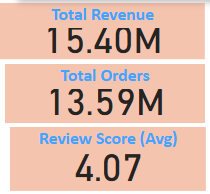 Total Revenue
15.40M
Total Orders
13.59M
Review Score (Avg)
4.07